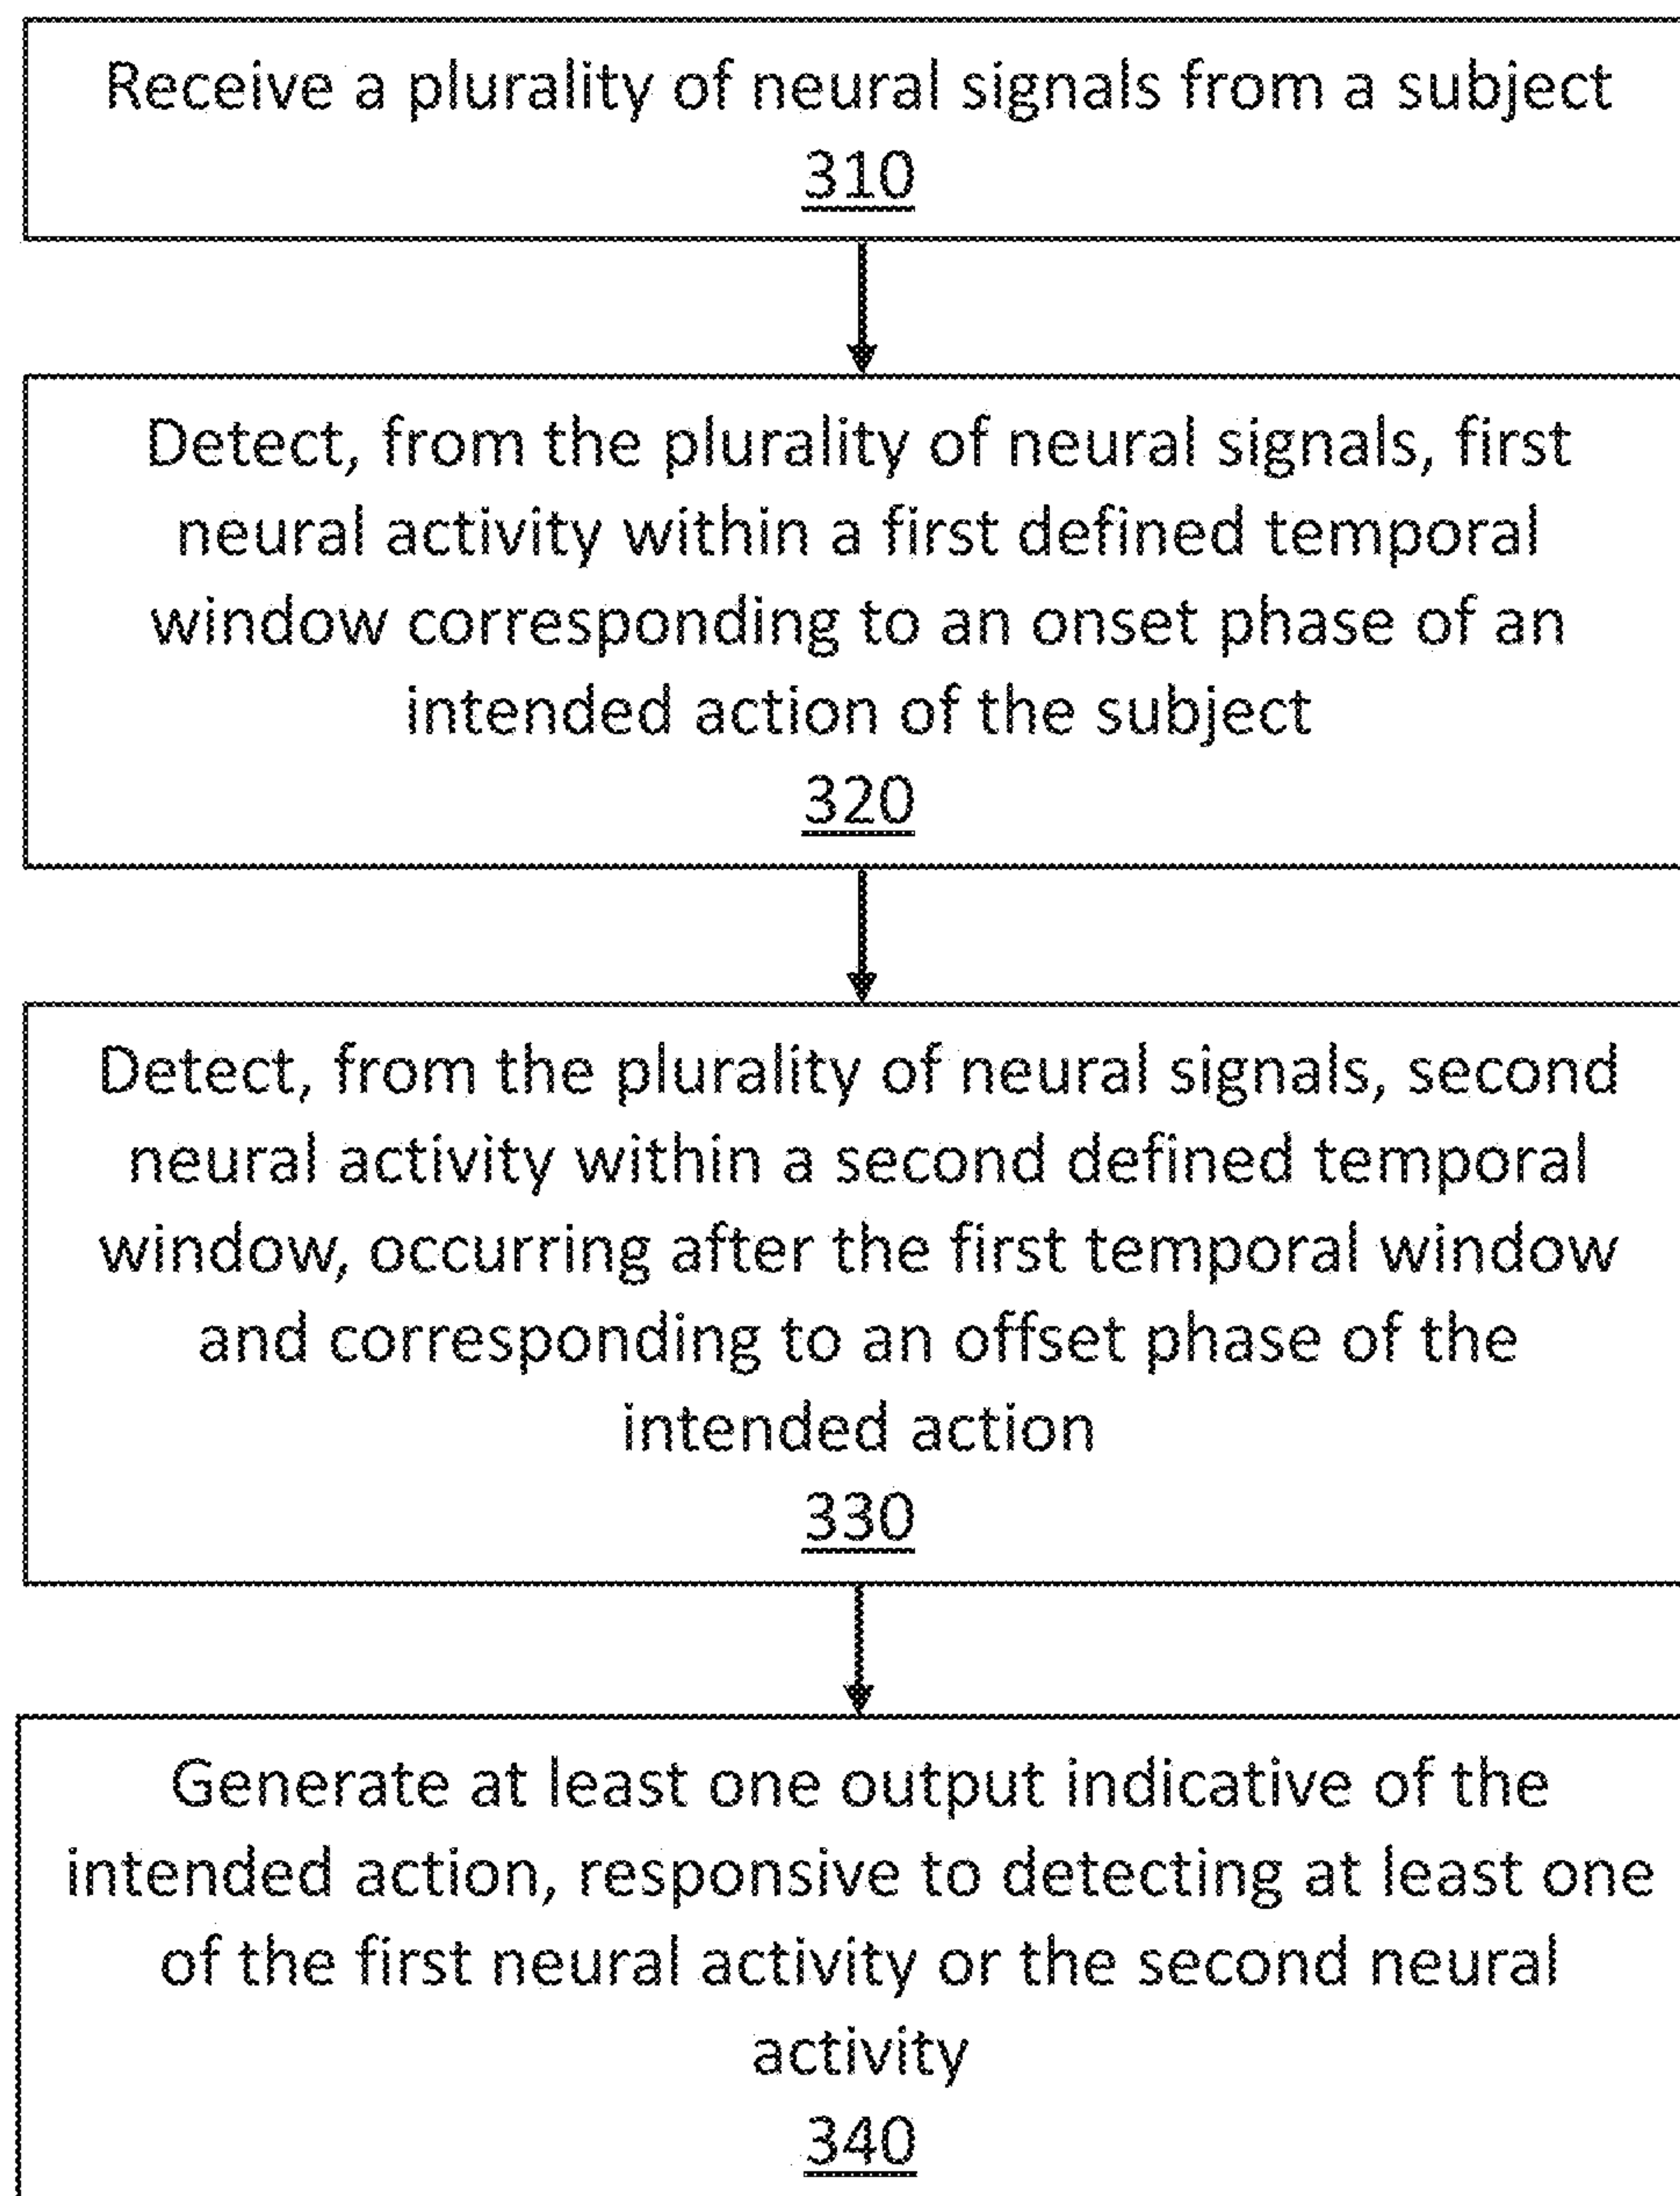 Receive a plurality of neural signals from a subject
310
Detect, from the plurality of neural signals, first
neural activity within a first defined temporal
window corresponding to an onset phase of an
intended action of the subject
320
Detect, from the plurality of neural signals, second
neural activity within a second defined temporal
window, occurring after the first temporal window
and corresponding to an offset phase of the
intended action
330
Generate at least one output indicative of the
intended action, responsive to detecting at least one
of the first neural activity or the second neural
activity
340